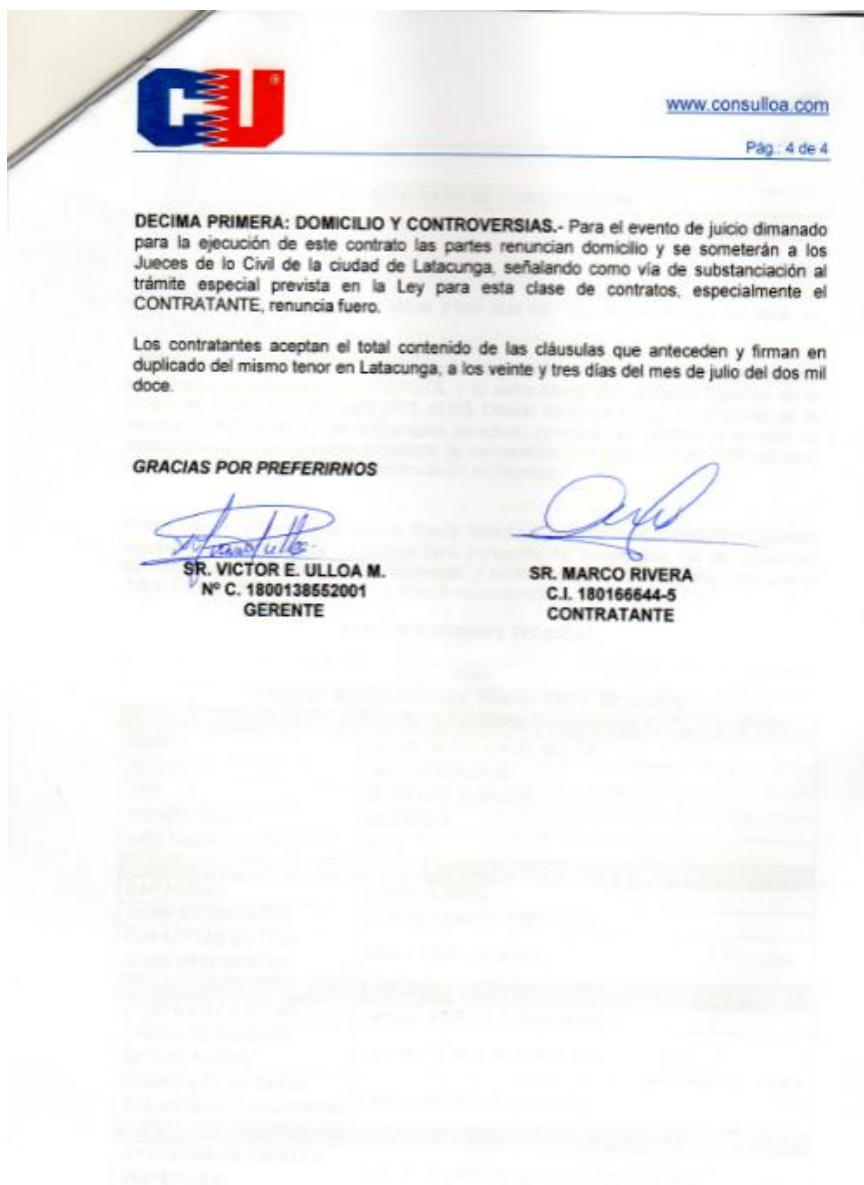 CU
www.consulloa.com
Pág.: 4 de 4
DECIMA PRIMERA: DOMICILIO Y CONTROVERSIAS.- Para el evento de juicio dimanado
para la ejecución de este contrato las partes renuncian domicilio y se someterán a los
Jueces de lo Civil de la ciudad de Latacunga, señalando como vía de substanciación al
trámite especial prevista en la Ley para esta clase de contratos, especialmente el
CONTRATANTE, renuncia fuero.
Los contratantes aceptan el total contenido de las cláusulas que anteceden y firman en
duplicado del mismo tenor en Latacunga, a los veinte y tres días del mes de julio del dos mil
doce.
GRACIAS POR PREFERIRNOS
SR. VICTOR E. ULLOA M.
Nº C. 1800138552001
GERENTE
SR. MARCO RIVERA
C.I. 180166644-5
CONTRATANTE